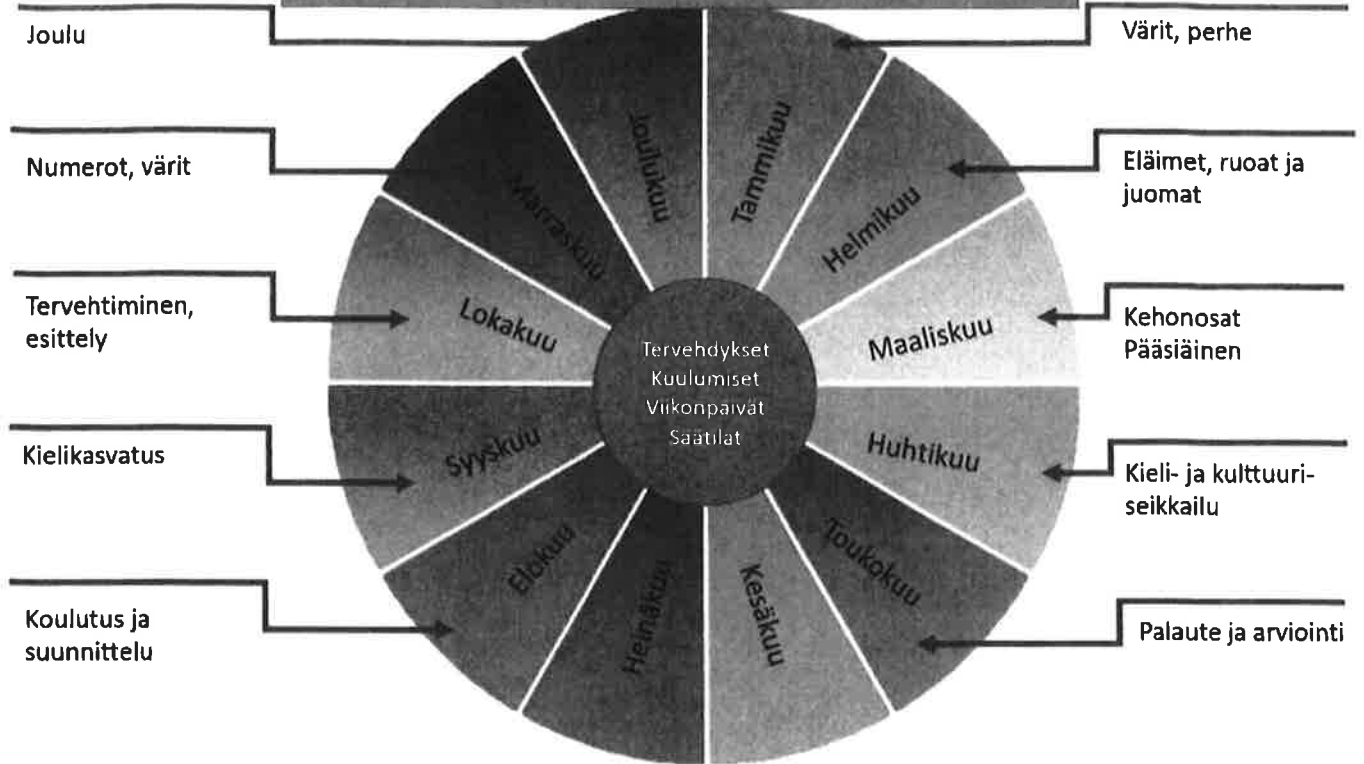 Joulu
Numerot, värit
Tervehtiminen,
esittely
Kielikasvatus
Koulutus ja
suunnittelu
Joulukuu
Marraskuu
Lokakuu
Syyskuu
Elokuu
Heinäkuu
Tammikuu
Helmikuu
Maaliskuu
Huhtikuu
Toukokuu
Kesäkuu
Tervehdykset
Kuulumiset
Viikonpäivät
Säätilat
Värit, perhe
Eläimet, ruoat ja
juomat
Kehonosat
Pääsiäinen
Kieli- ja kulttuuri-
seikkailu
Palaute ja arviointi